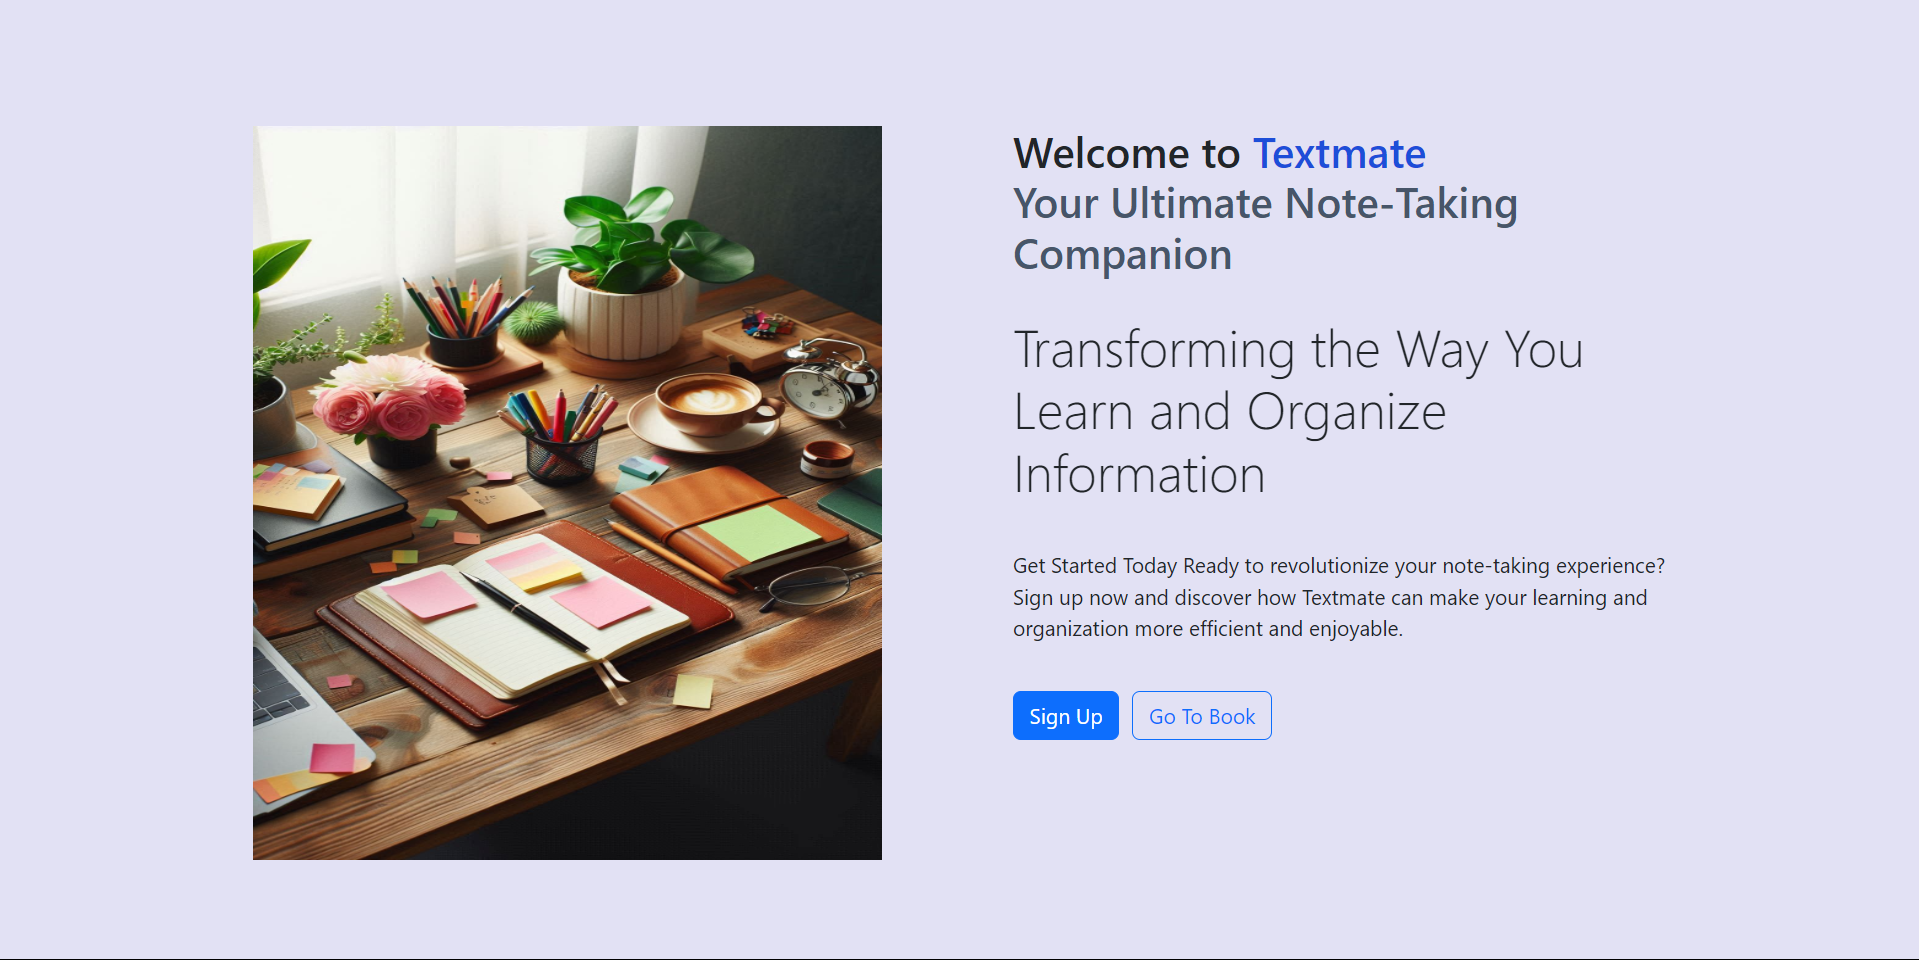 Welcome to Textmate
Your Ultimate Note-Taking
Companion
Transforming the Way You
Learn and Organize
Information
Get Started Today Ready to revolutionize your note-taking experience?
Sign up now and discover how Textmate can make your learning and
organization more efficient and enjoyable.
Sign Up
Go To Book